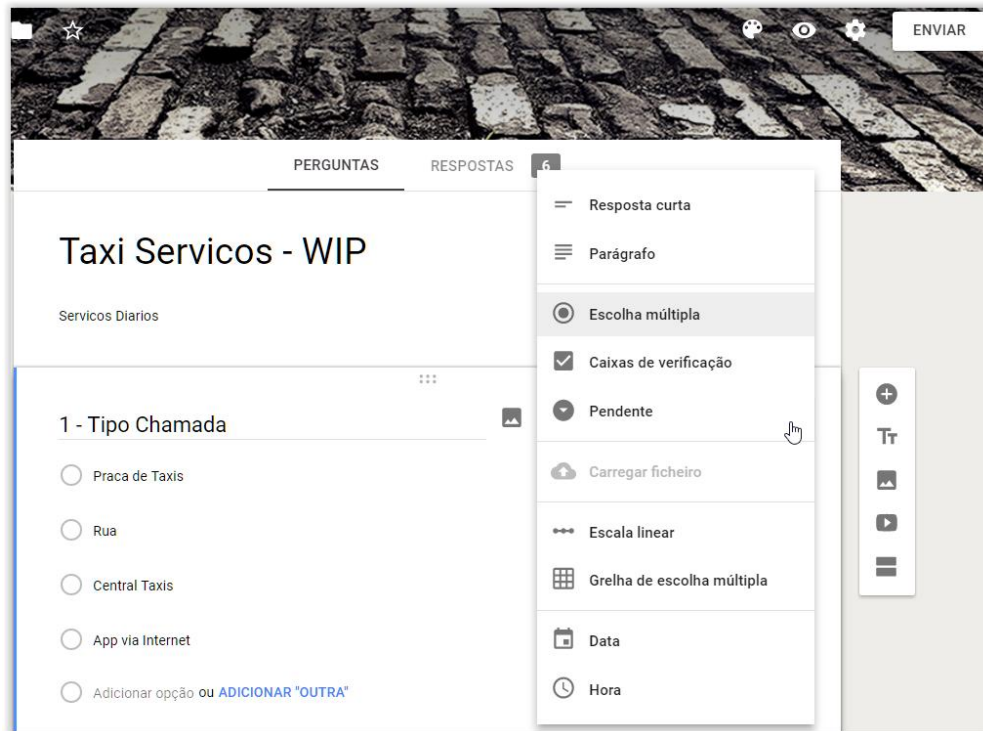 ENVIAR
PERGUNTAS
RESPOSTAS 6
Taxi Servicos - WIP
Servicos Diarios
1 - Tipo Chamada
Praca de Taxis
Rua
Central Taxis
App via Internet
Adicionar opção ou ADICIONAR "OUTRA"
Resposta curta
Parágrafo
Escolha múltipla
Caixas de verificação
Pendente
Carregar ficheiro
Escala linear
Grelha de escolha múltipla
Data
Hora
Tт